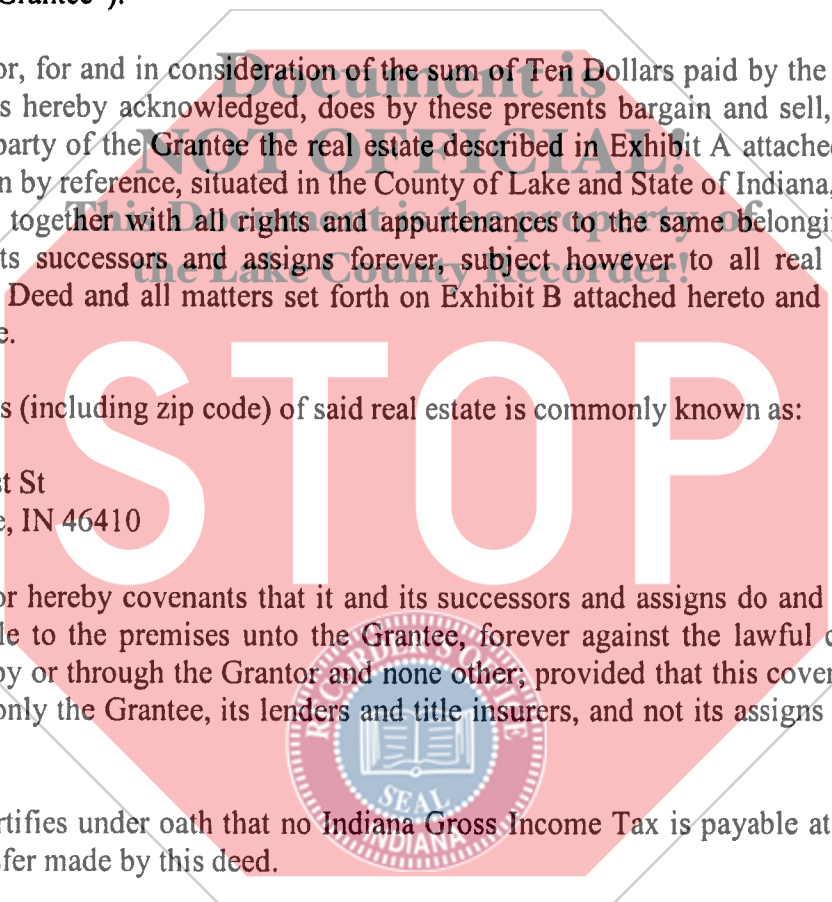 Grantee").
or, for and in consideration of the sum of Ten Dollars paid by the
Document is
s hereby acknowledged, does by these presents bargain and sell,
NOT OFFICIAL!
party of the Grantee the real estate described in Exhibit A attache
n by reference, situated in the County of Lake and State of Indiana,
This Document is the property of
together with all rights and appurtenances to the same belongi
the Lake County Recorder!
ts successors and assigns forever, subject however to all real
Deed and all matters set forth on Exhibit B attached hereto and
e.
STOP
s (including zip code) of said real estate is commonly known as:
st St
e, IN 46410
or hereby covenants that it and its successors and assigns do and
le to the premises unto the Grantee, forever against the lawful c
by or through the Grantor and none other; provided that this cover
only the Grantee, its lenders and title insurers, and not its assigns
RECORDER'S OFFICE
SEAL
INDIANA
rtifies under oath that no Indiana Gross Income Tax is payable at
sfer made by this deed.